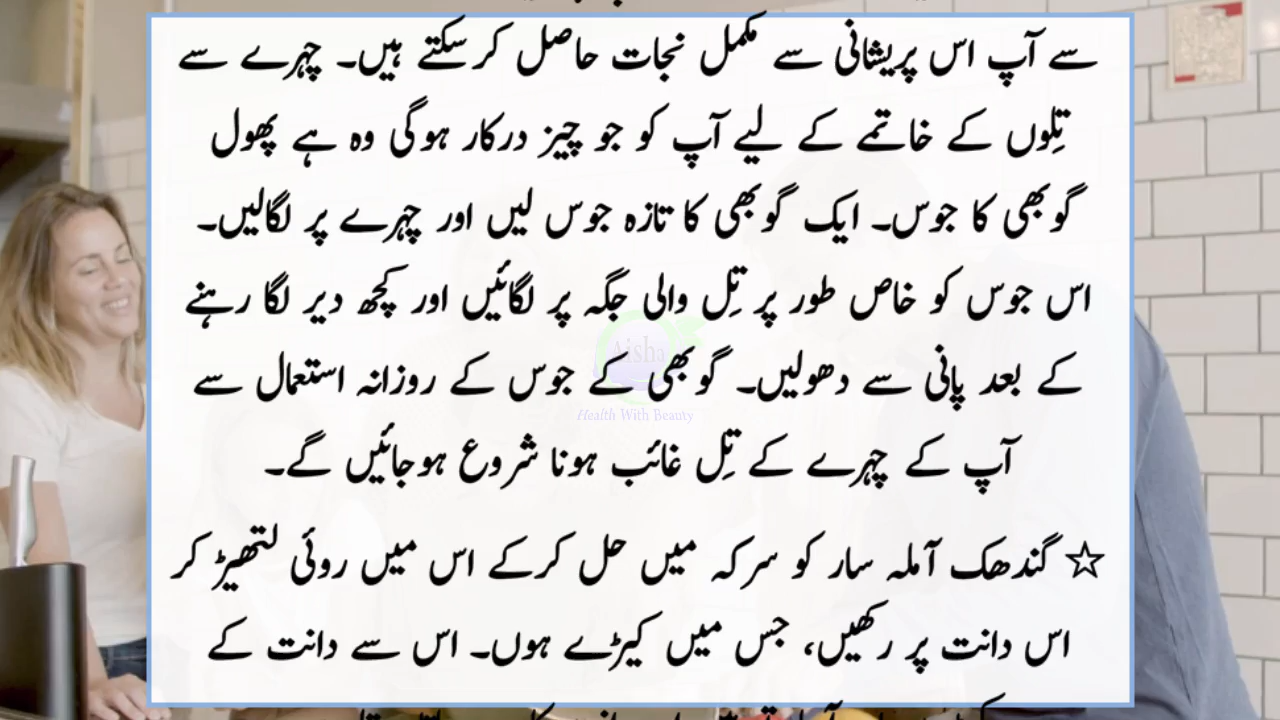 سے آپ اس پریشانی سے مکمل نجات حاصل کرسکتے ہیں۔ چہرے سے
تِلوں کے خاتمے کے لیے آپ کو جو چیز درکار ہوگی وہ ہے پھول
گوبھی کا جوس۔ ایک گوبھی کا تازہ جوس لیں اور چہرے پر لگالیں۔
اس جوس کو خاص طور پر تِل والی جگہ پر لگائیں اور کچھ دیر لگا رہنے
Aisha
کے بعد پانی سے دھولیں۔ گوبھی کے جوس کے روزانہ استعمال سے
Health With Beauty
آپ کے چہرے کے تِل غائب ہونا شروع ہوجائیں گے۔
☆ گندھک آملہ سار کو سرکہ میں حل کرکے اس میں روئی لتھیڑ کر
اس دانت پر رکھیں، جس میں کیڑے ہوں۔ اس سے دانت کے